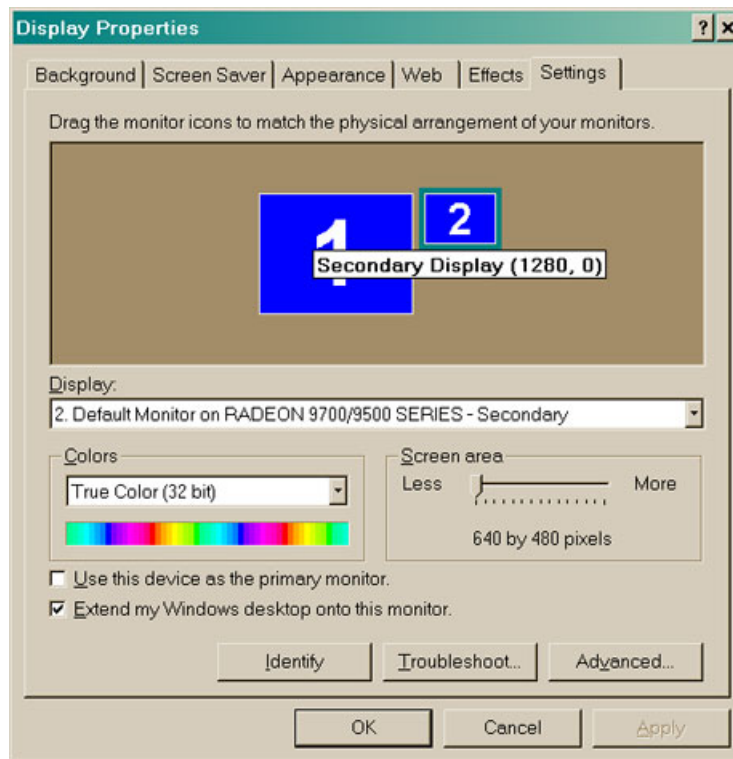 Display Properties
Background Screen Saver Appearance Web Effects Settings
Drag the monitor icons to match the physical arrangement of your monitors.
1 2
Secondary Display (1280, 0)
Display:
2. Default Monitor on RADEON 9700/9500 SERIES - Secondary
Colors Screen area
True Color (32 bit) Less More
640 by 480 pixels
Use this device as the primary monitor.
Extend my Windows desktop onto this monitor.
Identify Troubleshoot... Advanced...
OK Cancel Apply